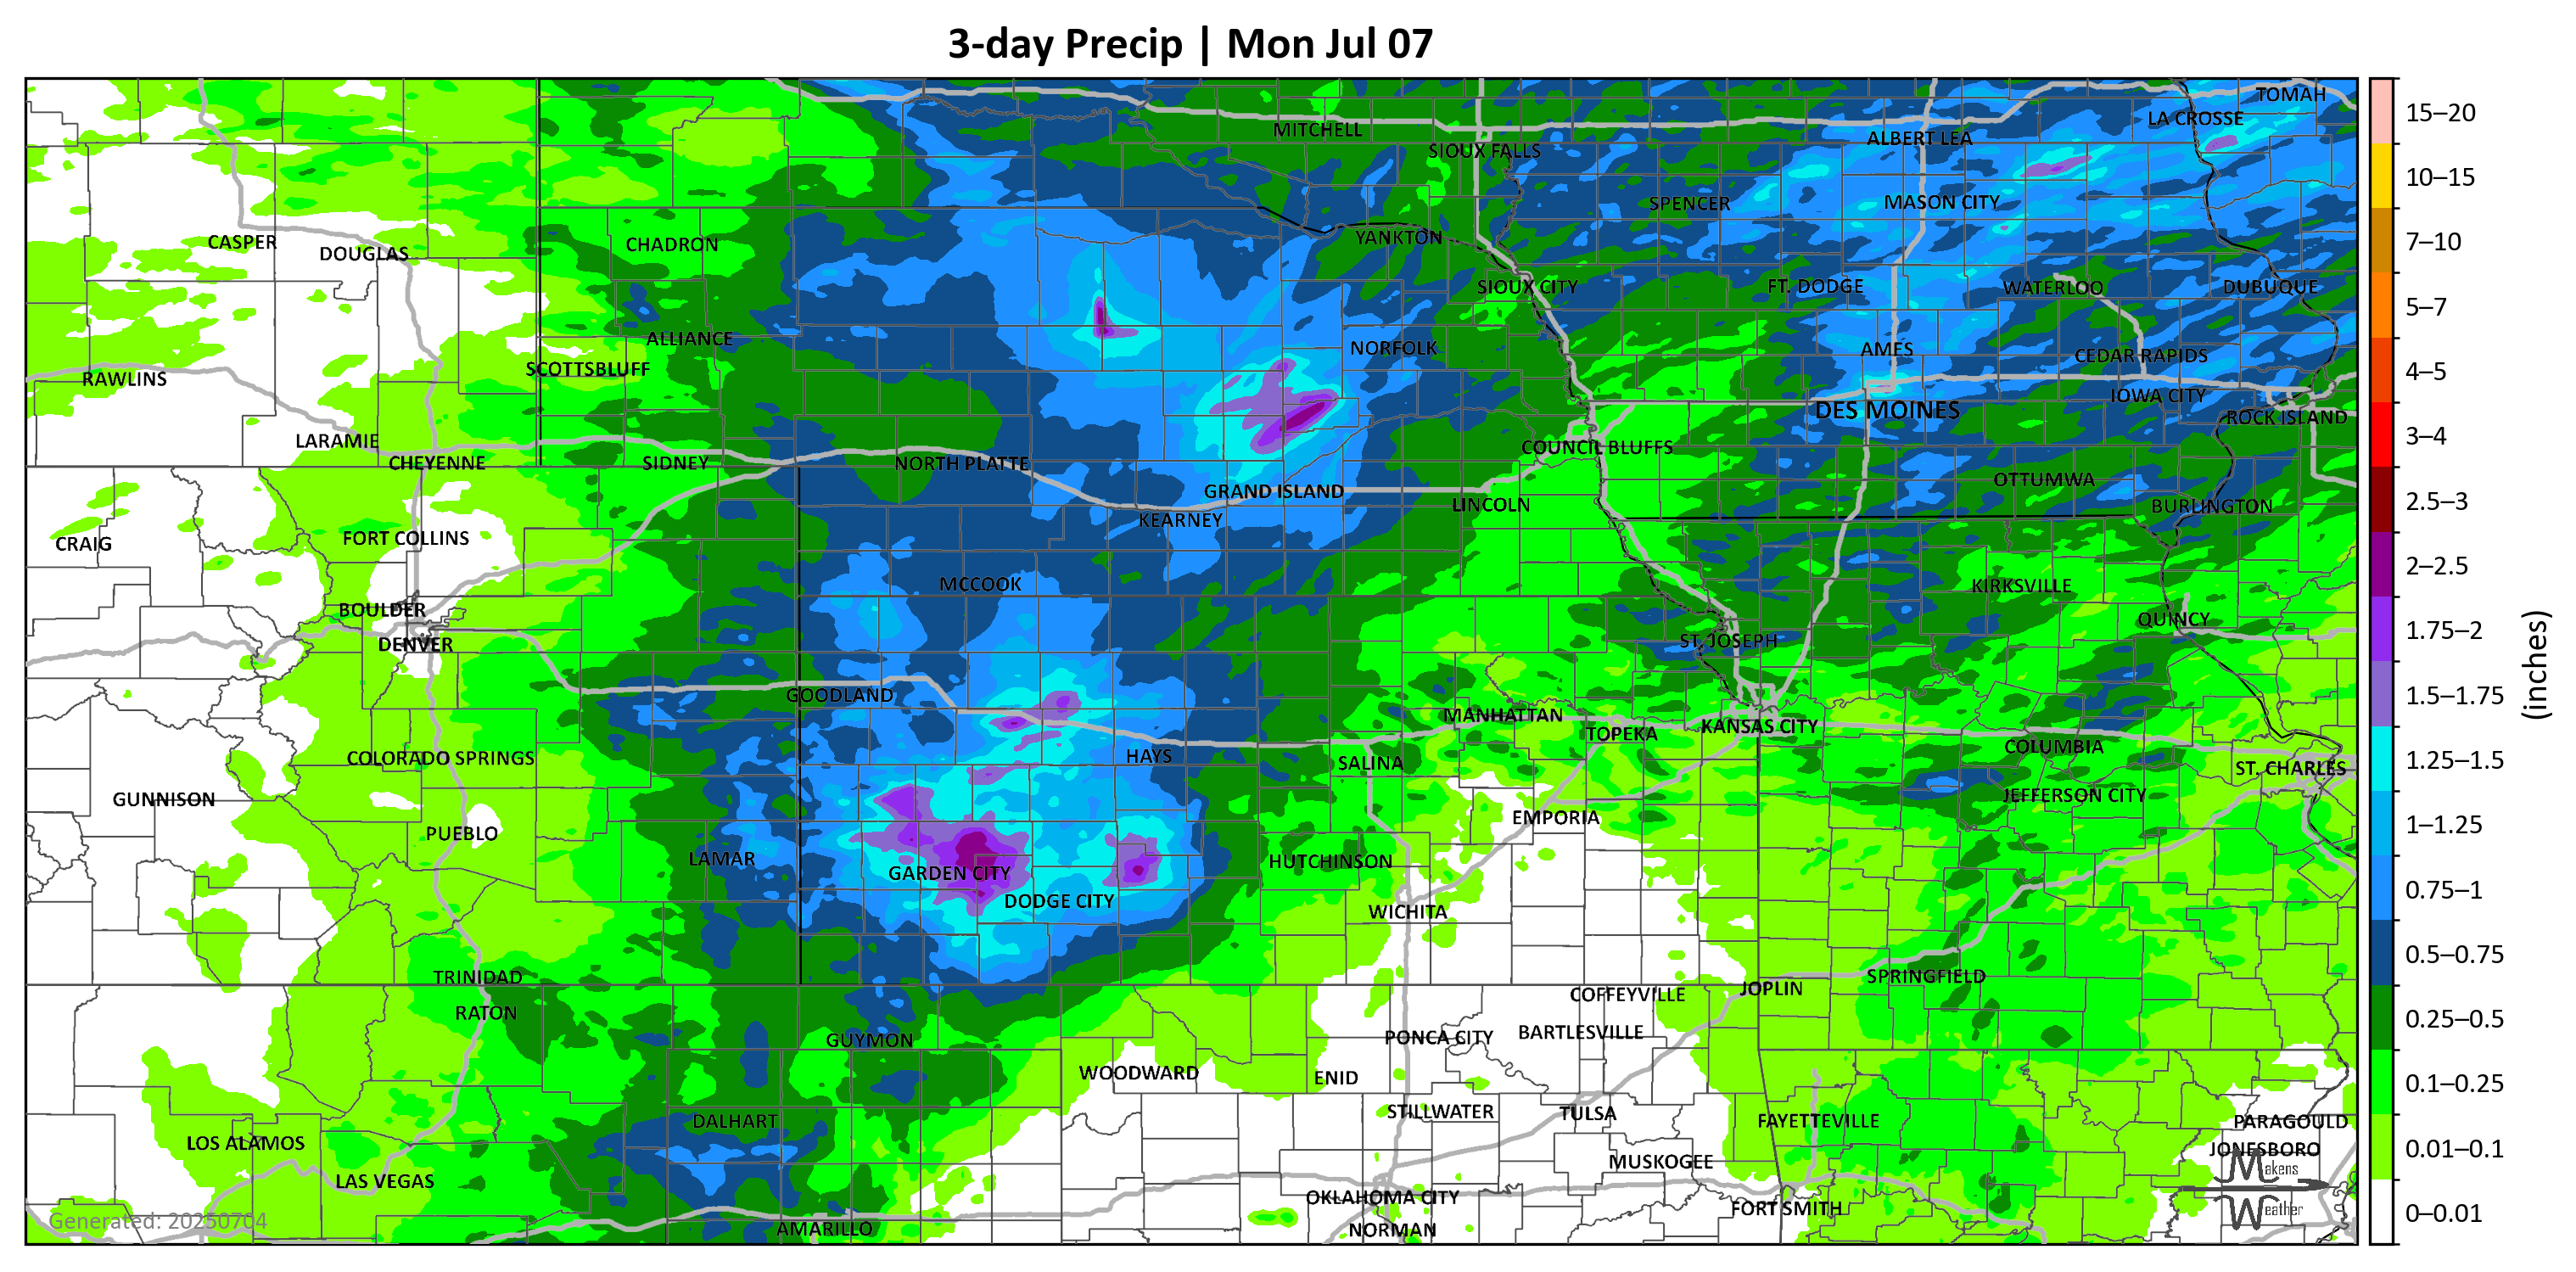 3-day Precip | Mon Jul 07
TOMAH
LA CROSSE
MITCHELL
ALBERT LEA
SIOUX FALLS
SPENCER
MASON CITY
CASPER
DOUGLAS
CHADRON
YANKTON
SIOUX CITY
FT. DODGE
WATERLOO
DUBUQUE
ALLIANCE
NORFOLK
AMES
CEDAR RAPIDS
SCOTTSBLUFF
RAWLINS
IOWA CITY
DES MOINES
ROCK ISLAND
LARAMIE
COUNCIL BLUFFS
CHEYENNE
SIDNEY
NORTH PLATTE
OTTUMWA
GRAND ISLAND
LINCOLN
BURLINGTON
KEARNEY
FORT COLLINS
CRAIG
MCCOOK
KIRKSVILLE
BOULDER
QUINCY
DENVER
ST. JOSEPH
GOODLAND
MANHATTAN
KANSAS CITY
TOPEKA
COLUMBIA
COLORADO SPRINGS
HAYS
SALINA
ST. CHARLES
GUNNISON
JEFFERSON CITY
EMPORIA
PUEBLO
LAMAR
HUTCHINSON
GARDEN CITY
DODGE CITY
WICHITA
TRINIDAD
SPRINGFIELD
JOPLIN
COFFEYVILLE
RATON
BARTLESVILLE
PONCA CITY
GUYMON
WOODWARD
ENID
STILLWATER
TULSA
DALHART
FAYETTEVILLE
PARAGOULD
LOS ALAMOS
JONESBORO
MUSKOGEE
LAS VEGAS
OKLAHOMA CITY
FORT SMITH
AMARILLO
NORMAN
Generated: 20250704
Makens
Weather
15–20
10–15
7–10
5–7
4–5
3–4
2.5–3
2–2.5
1.75–2
1.5–1.75
1.25–1.5
1–1.25
0.75–1
0.5–0.75
0.25–0.5
0.1–0.25
0.01–0.1
0–0.01
(inches)